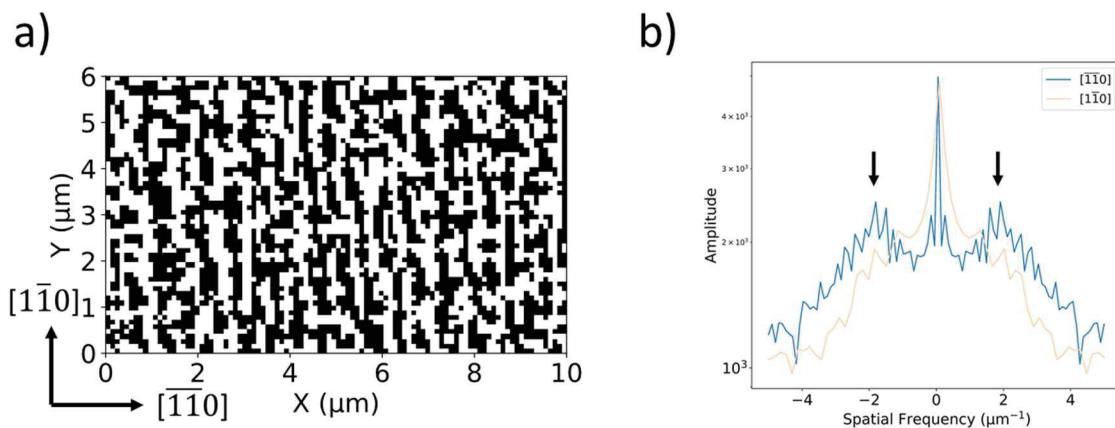 a)
6
5
4
3
2
1
0
Y (μm)
0 2 4 6 8 10
X (μm)
[11̅0]
[1̅1̅0]
b)
[1̅1̅0]
[11̅0]
4 × 10³
3 × 10³
2 × 10³
10³
Amplitude
−4 −2 0 2 4
Spatial Frequency (μm⁻¹)